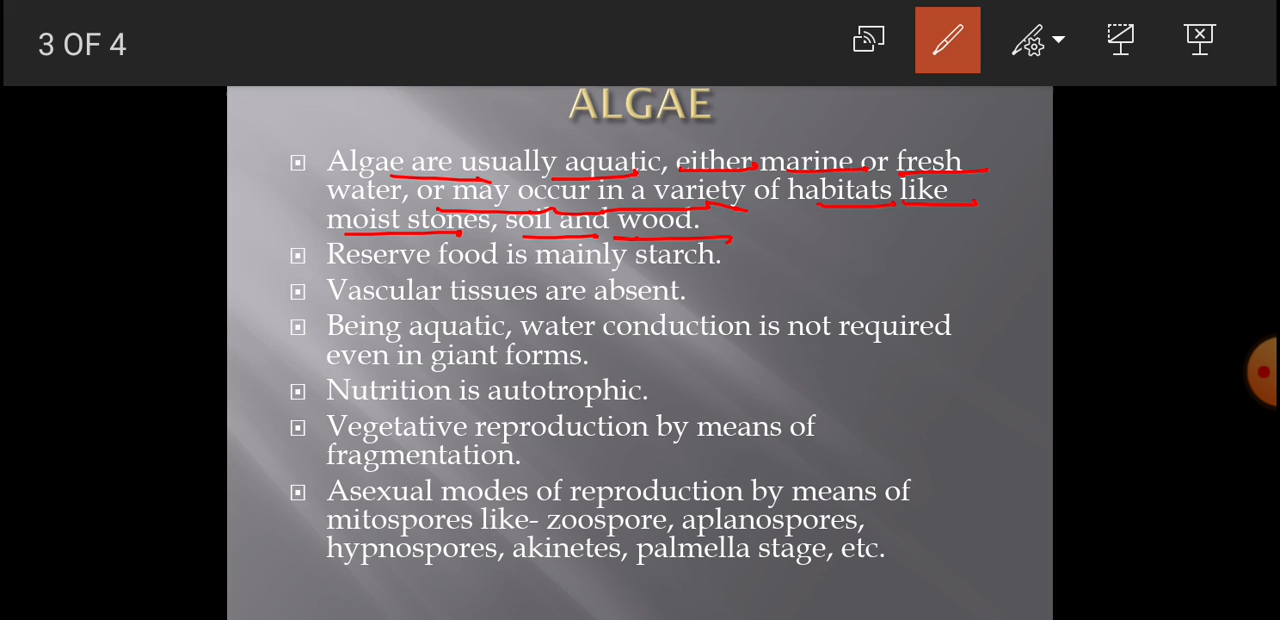 3 OF 4
ALGAE
Algae are usually aquatic, either marine or fresh
water, or may occur in a variety of habitats like
moist stones, soil and wood.
Reserve food is mainly starch.
Vascular tissues are absent.
Being aquatic, water conduction is not required
even in giant forms.
Nutrition is autotrophic.
Vegetative reproduction by means of
fragmentation.
Asexual modes of reproduction by means of
mitospores like- zoospore, aplanospores,
hypnospores, akinetes, palmella stage, etc.